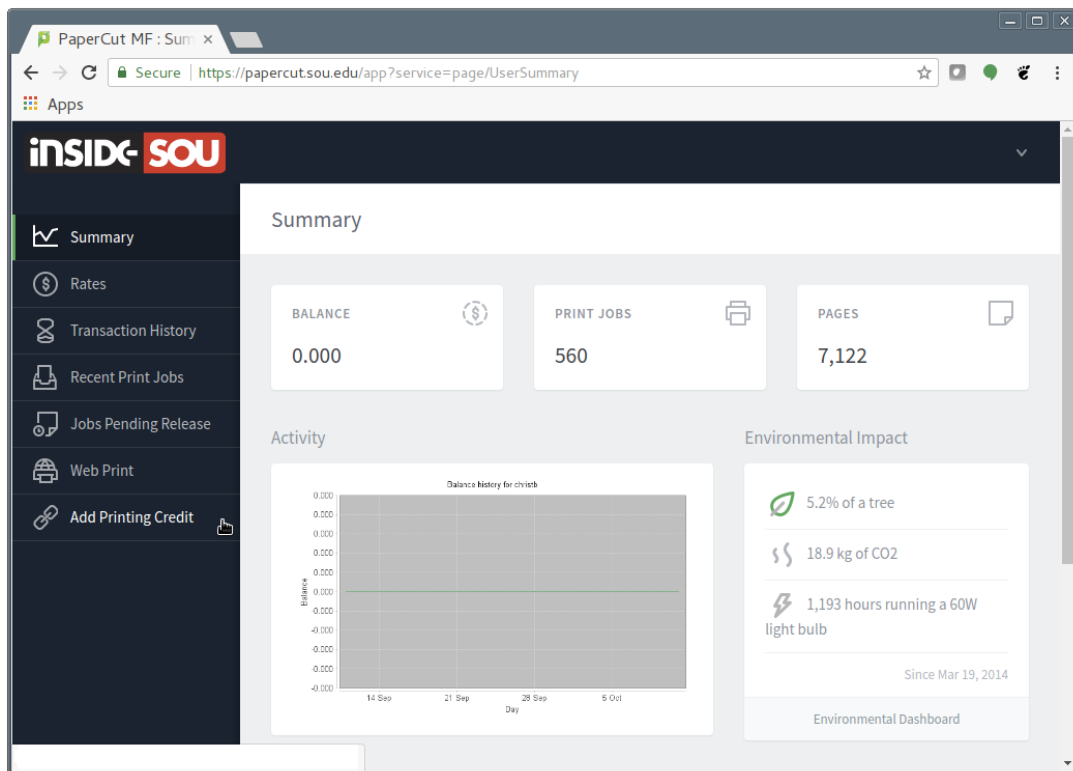 PaperCut MF : Sum
Secure
https://papercut.sou.edu/app?service=page/UserSummary
Apps
inSIDE SOU
Summary
Rates
Transaction History
Recent Print Jobs
Jobs Pending Release
Web Print
Add Printing Credit
Summary
BALANCE
0.000
PRINT JOBS
560
PAGES
7,122
Activity
Balance history for christb
0.000
0.000
0.000
0.000
0.000
0.000
-0.000
-0.000
-0.000
-0.000
-0.000
Balance
14 Sep
21 Sep
28 Sep
5 Oct
Day
Environmental Impact
5.2% of a tree
18.9 kg of CO2
1,193 hours running a 60W
light bulb
Since Mar 19, 2014
Environmental Dashboard